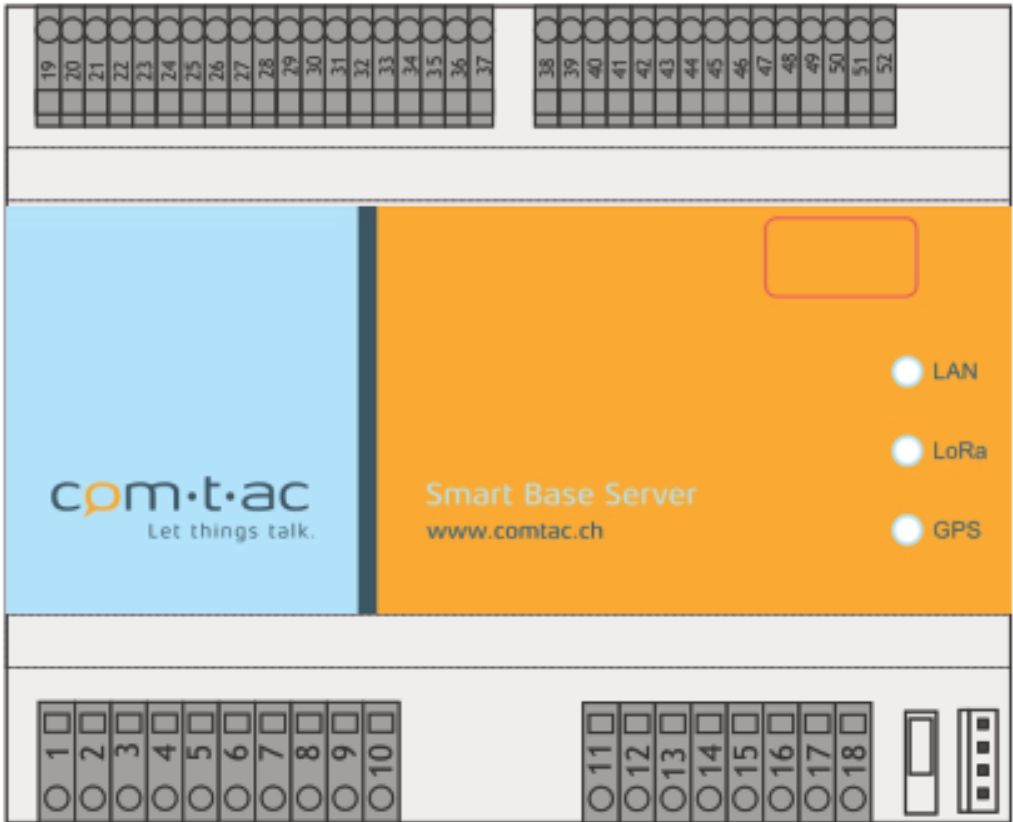 19 20 21 22 23 24 25 26 27 28 29 30 31 32 33 34 35 36 37 38 39 40 41 42 43 44 45 46 47 48 49 50 51 52
LAN
LoRa
com·t·ac
Smart Base Server
Let things talk.
www.comtac.ch
GPS
1 2 3 4 5 6 7 8 9 10 11 12 13 14 15 16 17 18